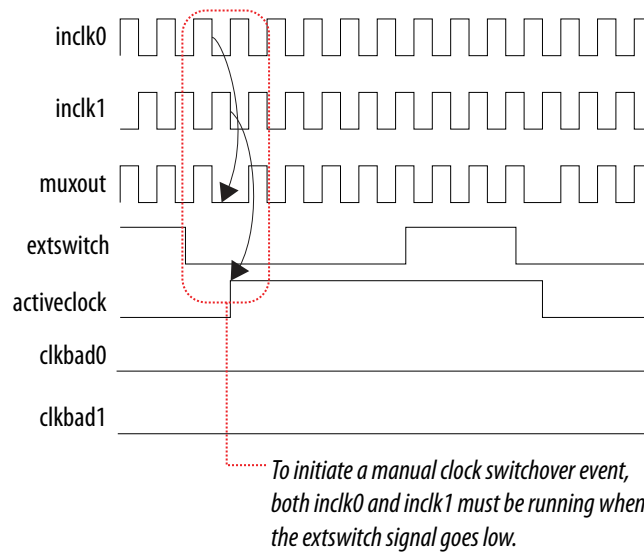 inclk0
inclk1
muxout
extswitch
activeclock
clkbad0
clkbad1
To initiate a manual clock switchover event,
both inclk0 and inclk1 must be running when
the extswitch signal goes low.